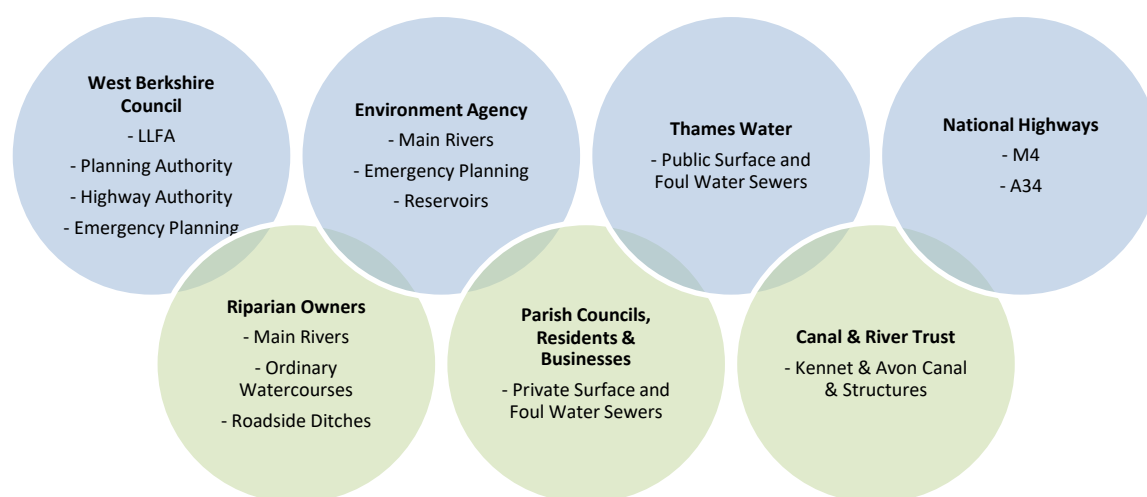 West Berkshire
Council
- LLFA
- Planning Authority
- Highway Authority
- Emergency Planning
Environment Agency
- Main Rivers
- Emergency Planning
- Reservoirs
Thames Water
- Public Surface and
Foul Water Sewers
National Highways
- M4
- A34
Riparian Owners
- Main Rivers
- Ordinary
Watercourses
- Roadside Ditches
Parish Councils,
Residents &
Businesses
- Private Surface and
Foul Water Sewers
Canal & River Trust
- Kennet & Avon Canal
& Structures